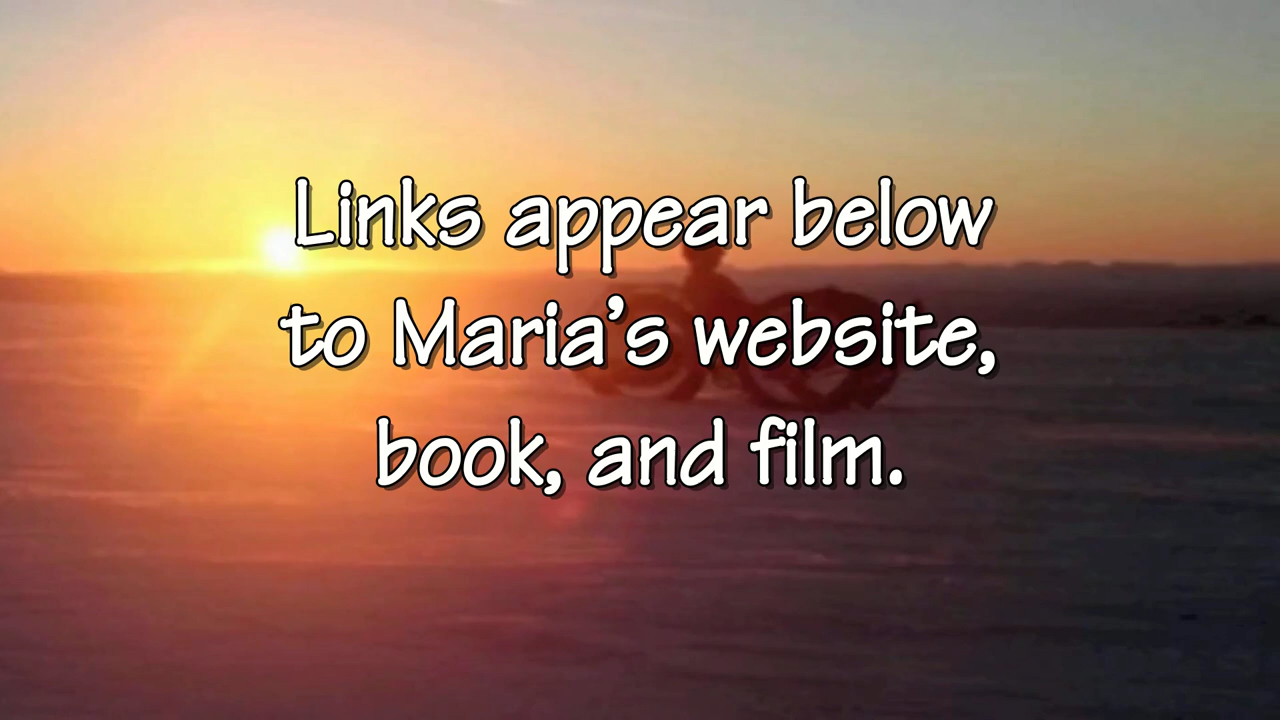 Links appear below
to Maria’s website,
book, and film.